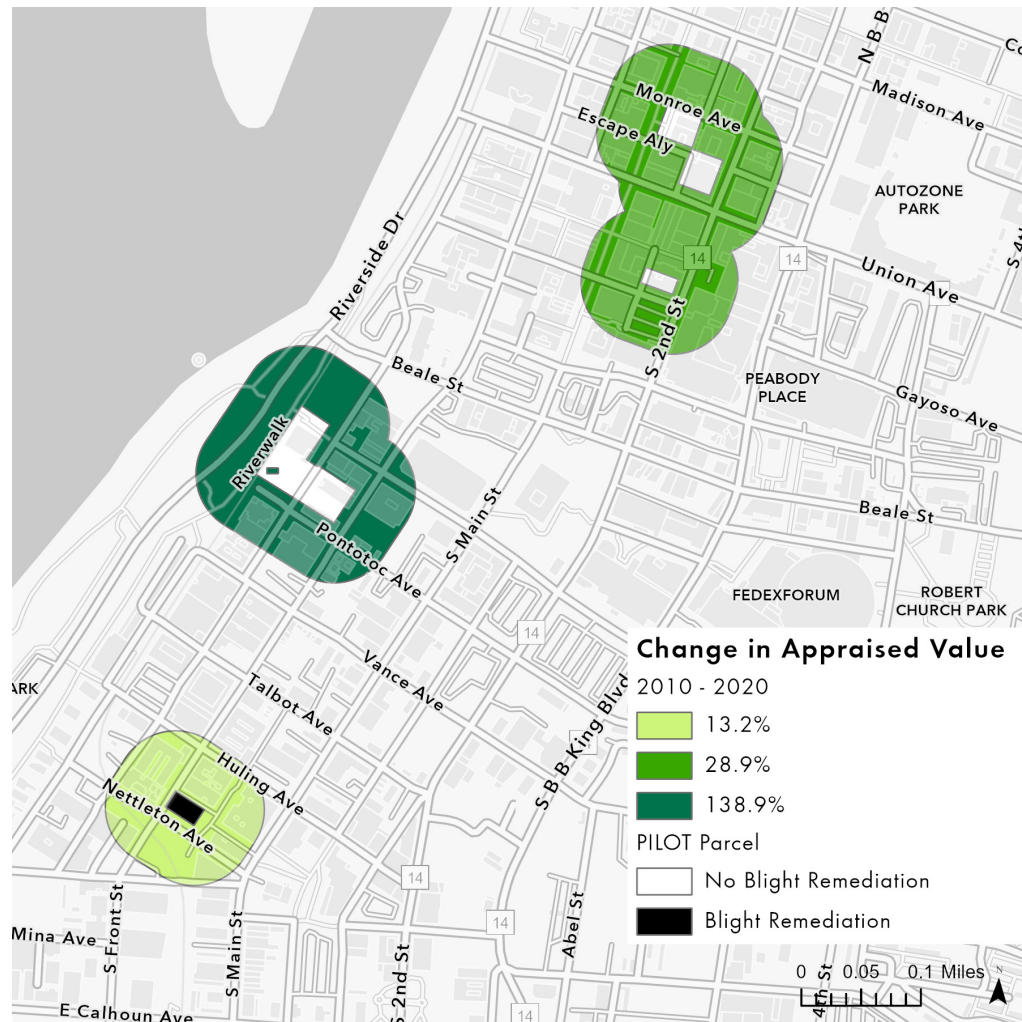 N B B
Co
Madison Ave
Monroe Ave
Escape Aly
AUTOZONE
PARK
S 4th
Riverside Dr
14
14
Union Ave
S 2nd St
Beale St
PEABODY
PLACE
Gayoso Ave
Riverwalk
S Main St
Beale St
Pontotoc Ave
FEDEXFORUM
ROBERT
CHURCH PARK
14
Change in Appraised Value
2010 - 2020
13.2%
28.9%
138.9%
PILOT Parcel
No Blight Remediation
Blight Remediation
Vance Ave
ARK
Talbot Ave
S B B King Blvd
Huling Ave
Nettleton Ave
14
14
S Front St
S Main St
Abel St
Mina Ave
S 2nd St
4th St
0 0.05 0.1 Miles
N
E Calhoun Ave
14